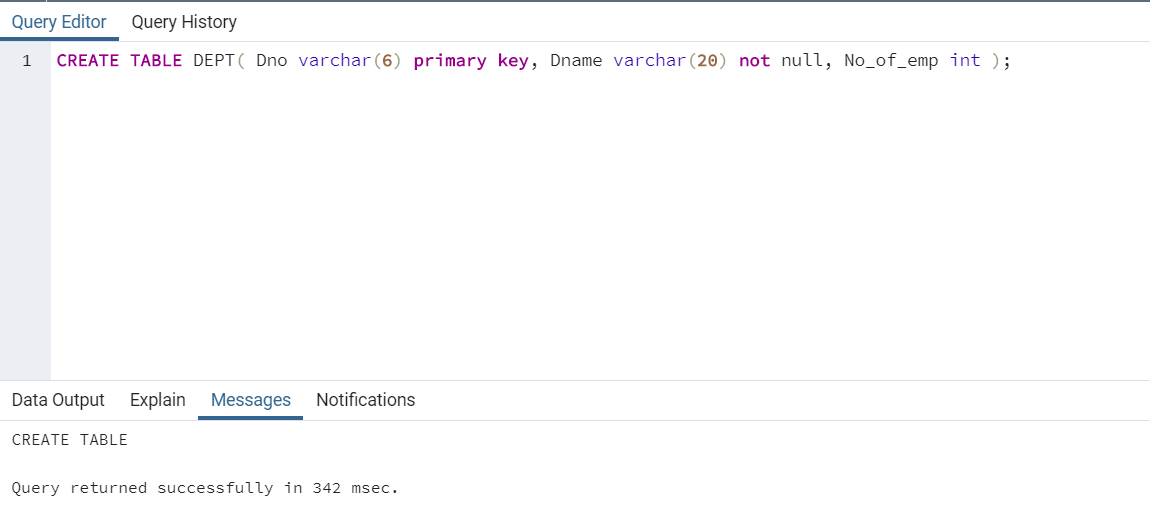 Query Editor Query History
1 CREATE TABLE DEPT( Dno varchar(6) primary key, Dname varchar(20) not null, No_of_emp int );
Data Output Explain Messages Notifications
CREATE TABLE
Query returned successfully in 342 msec.